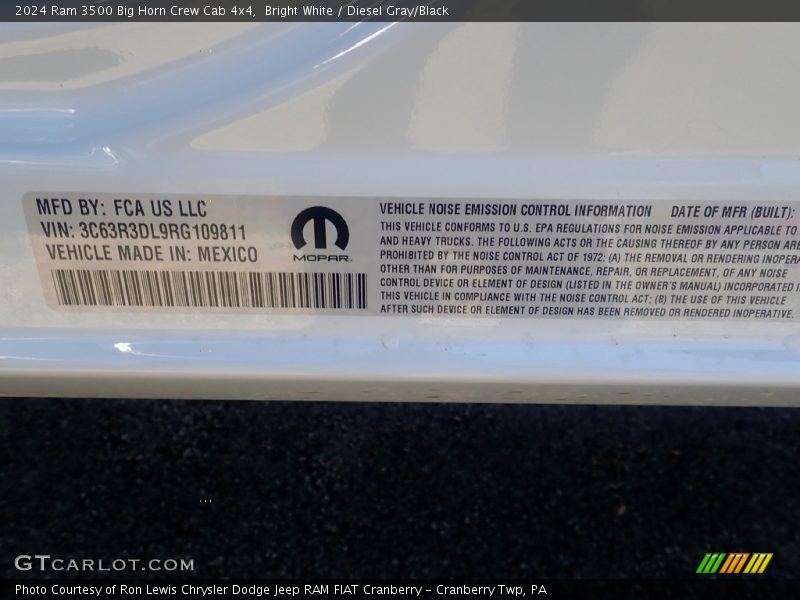 2024 Ram 3500 Big Horn Crew Cab 4x4,  Bright White / Diesel Gray/Black
MFD BY: FCA US LLC
VIN: 3C63R3DL9RG109811
VEHICLE MADE IN: MEXICO
MOPAR
VEHICLE NOISE EMISSION CONTROL INFORMATION DATE OF MFR (BUILT):
THIS VEHICLE CONFORMS TO U.S. EPA REGULATIONS FOR NOISE EMISSION APPLICABLE TO
AND HEAVY TRUCKS. THE FOLLOWING ACTS OR THE CAUSING THEREOF BY ANY PERSON ARE
PROHIBITED BY THE NOISE CONTROL ACT OF 1972: (A) THE REMOVAL OR RENDERING INOPERA
OTHER THAN FOR PURPOSES OF MAINTENANCE, REPAIR, OR REPLACEMENT, OF ANY NOISE
CONTROL DEVICE OR ELEMENT OF DESIGN (LISTED IN THE OWNER'S MANUAL) INCORPORATED I
THIS VEHICLE IN COMPLIANCE WITH THE NOISE CONTROL ACT; (B) THE USE OF THIS VEHICLE
AFTER SUCH DEVICE OR ELEMENT OF DESIGN HAS BEEN REMOVED OR RENDERED INOPERATIVE.
GTcarlot.com
Photo Courtesy of Ron Lewis Chrysler Dodge Jeep RAM FIAT Cranberry – Cranberry Twp, PA